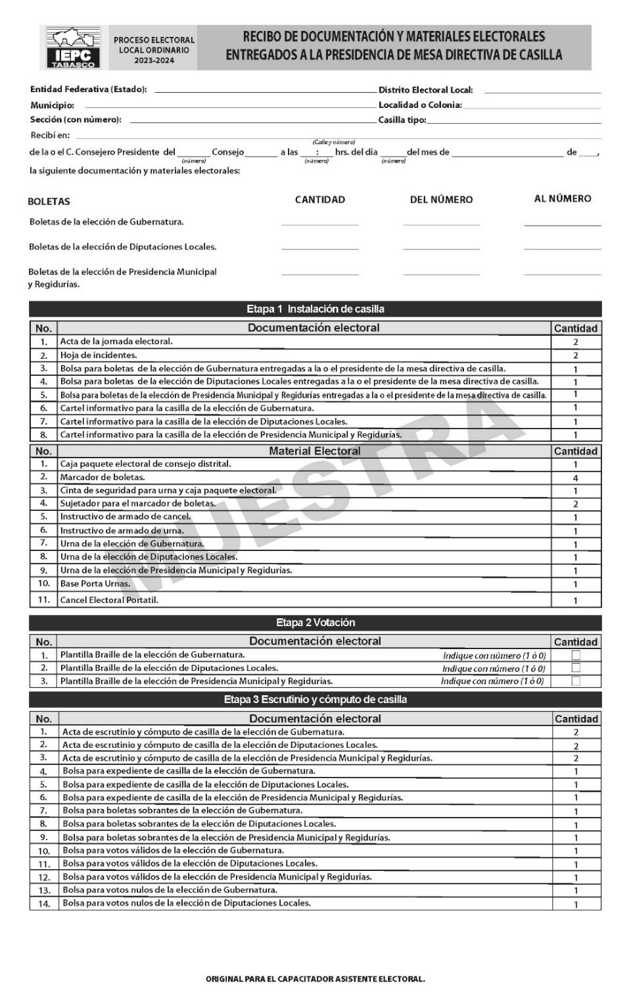 IEPC
TABASCO
PROCESO ELECTORAL
LOCAL ORDINARIO
2023-2024
RECIBO DE DOCUMENTACIÓN Y MATERIALES ELECTORALES
ENTREGADOS A LA PRESIDENCIA DE MESA DIRECTIVA DE CASILLA
Entidad Federativa (Estado): Distrito Electoral Local:
Municipio: Localidad o Colonia:
Sección (con número): Casilla tipo:
Recibí en:
(Calle y número)
de la o el C. Consejero Presidente del ______ Consejo ______ a las __:__ hrs. del día _____ del mes de ______ de ____,
(número) (número) (número)
la siguiente documentación y materiales electorales:
BOLETAS CANTIDAD DEL NÚMERO AL NÚMERO
Boletas de la elección de Gubernatura.
Boletas de la elección de Diputaciones Locales.
Boletas de la elección de Presidencia Municipal
y Regidurías.
Etapa 1 Instalación de casilla
No. Documentación electoral Cantidad
1. Acta de la jornada electoral. 2
2. Hoja de incidentes. 2
3. Bolsa para boletas de la elección de Gubernatura entregadas a la o el presidente de la mesa directiva de casilla. 1
4. Bolsa para boletas de la elección de Diputaciones Locales entregadas a la o el presidente de la mesa directiva de casilla. 1
5. Bolsa para boletas de la elección de Presidencia Municipal y Regidurías entregadas a la o el presidente de la mesa directiva de casilla. 1
6. Cartel informativo para la casilla de la elección de Gubernatura. 1
7. Cartel informativo para la casilla de la elección de Diputaciones Locales. 1
8. Cartel informativo para la casilla de la elección de Presidencia Municipal y Regidurías. 1
No. Material Electoral Cantidad
1. Caja paquete electoral de consejo distrital. 1
2. Marcador de boletas. 4
3. Cinta de seguridad para urna y caja paquete electoral. 1
4. Sujetador para el marcador de boletas. 2
5. Instructivo de armado de cancel. 1
6. Instructivo de armado de urna. 1
7. Urna de la elección de Gubernatura. 1
8. Urna de la elección de Diputaciones Locales. 1
9. Urna de la elección de Presidencia Municipal y Regidurías. 1
10. Base Porta Urnas. 1
11. Cancel Electoral Portatil. 1
MUESTRA
Etapa 2 Votación
No. Documentación electoral Cantidad
1. Plantilla Braille de la elección de Gubernatura. Indique con número (1 ó 0)
2. Plantilla Braille de la elección de Diputaciones Locales. Indique con número (1 ó 0)
3. Plantilla Braille de la elección de Presidencia Municipal y Regidurías. Indique con número (1 ó 0)
Etapa 3 Escrutinio y cómputo de casilla
No. Documentación electoral Cantidad
1. Acta de escrutinio y cómputo de casilla de la elección de Gubernatura. 2
2. Acta de escrutinio y cómputo de casilla de la elección de Diputaciones Locales. 2
3. Acta de escrutinio y cómputo de casilla de la elección de Presidencia Municipal y Regidurías. 2
4. Bolsa para expediente de casilla de la elección de Gubernatura. 1
5. Bolsa para expediente de casilla de la elección de Diputaciones Locales. 1
6. Bolsa para expediente de casilla de la elección de Presidencia Municipal y Regidurías. 1
7. Bolsa para boletas sobrantes de la elección de Gubernatura. 1
8. Bolsa para boletas sobrantes de la elección de Diputaciones Locales. 1
9. Bolsa para boletas sobrantes de la elección de Presidencia Municipal y Regidurías. 1
10. Bolsa para votos válidos de la elección de Gubernatura. 1
11. Bolsa para votos válidos de la elección de Diputaciones Locales. 1
12. Bolsa para votos válidos de la elección de Presidencia Municipal y Regidurías. 1
13. Bolsa para votos nulos de la elección de Gubernatura. 1
14. Bolsa para votos nulos de la elección de Diputaciones Locales. 1
ORIGINAL PARA EL CAPACITADOR ASISTENTE ELECTORAL.